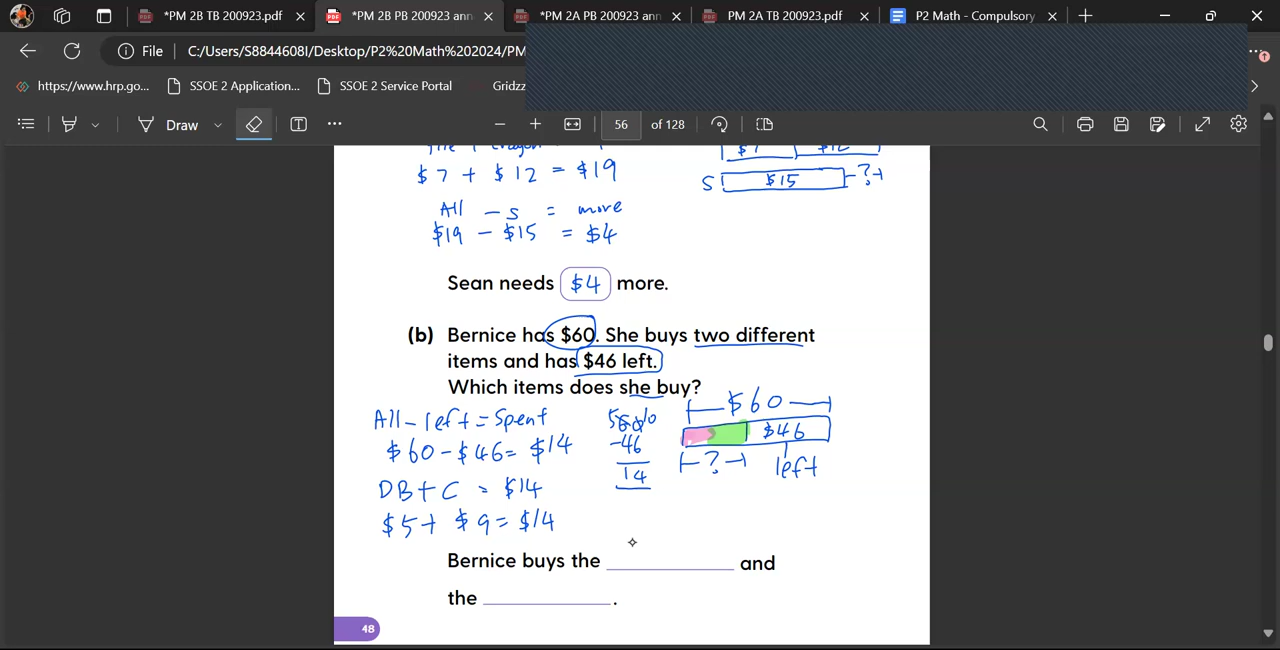 *PM 2B TB 200923.pdf
*PM 2B PB 200923 ann
*PM 2A PB 200923 ann
PM 2A TB 200923.pdf
P2 Math - Compulsory
File
C:/Users/S8844608I/Desktop/P2%20Math%202024/PM
https://www.hrp.go...
SSOE 2 Application...
SSOE 2 Service Portal
Gridzz
Draw
56 of 128
$7 $12
$7 + $12 = $19
S $15 ?
All - S = more
$19 - $15 = $4
Sean needs $4 more.
(b) Bernice has $60. She buys two different
items and has $46 left.
Which items does she buy?
All - left = Spent
$60 - $46 = $14
DB + C = $14
$5 + $9 = $14
-46
14
$60
$46
?
left
Bernice buys the and
the .
48